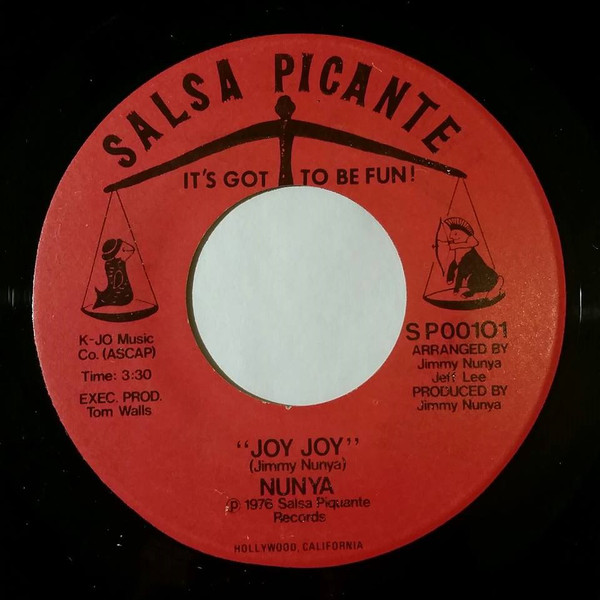 SALSA PICANTE
IT'S GOT TO BE FUN!
K-JO Music
Co. (ASCAP)
Time: 3:30
EXEC. PROD.
Tom Walls
SP00101
ARRANGED BY
Jimmy Nunya
Jeff Lee
PRODUCED BY
Jimmy Nunya
"JOY JOY"
(Jimmy Nunya)
NUNYA
℗ 1976 Salsa Piquante
Records
HOLLYWOOD, CALIFORNIA